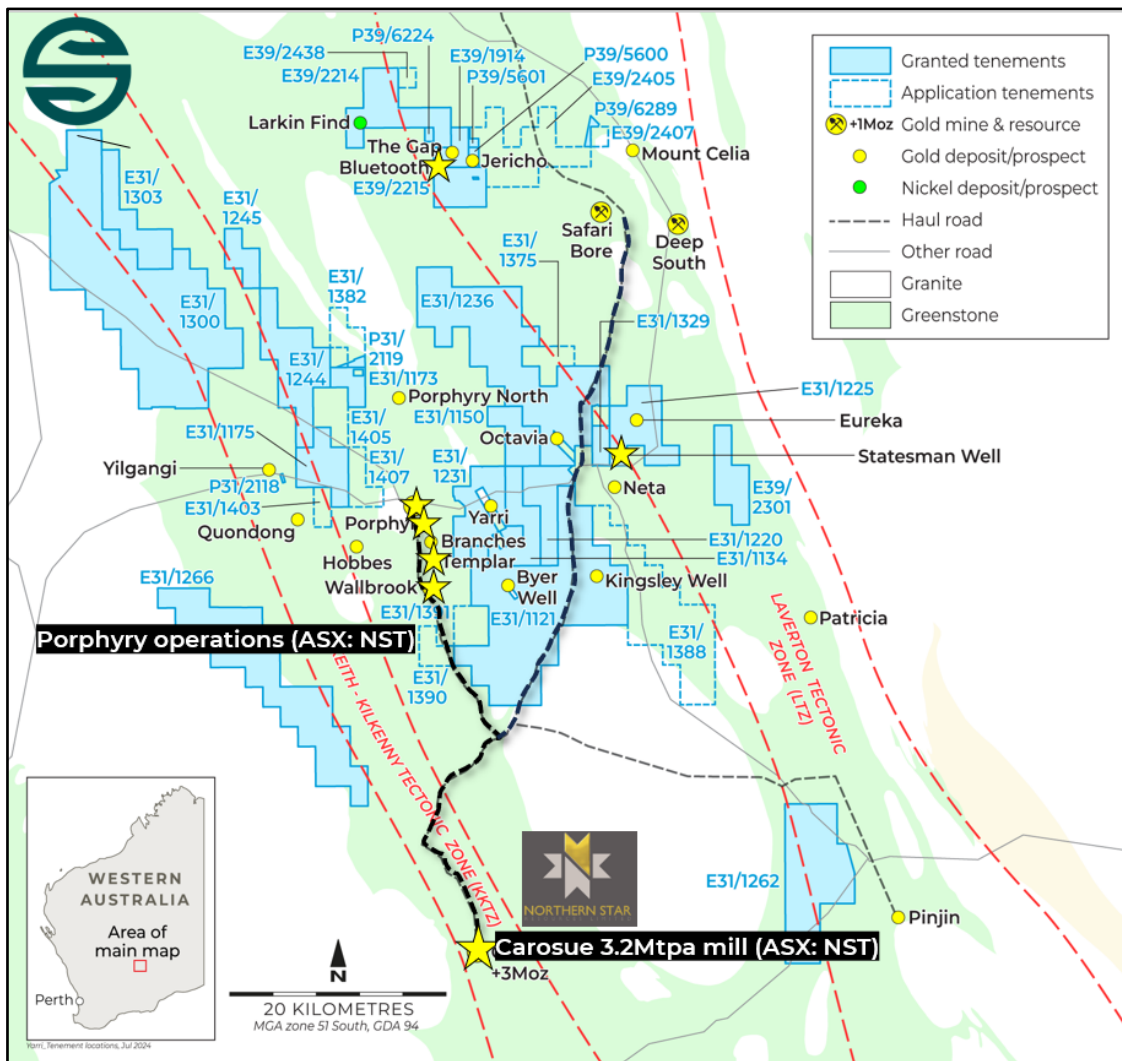 P39/6224
E39/2438
E39/1914
P39/5600
E39/2214
P39/5601
E39/2405
Larkin Find
P39/6289
The Gap
E39/2407
Bluetooth
Jericho
Mount Celia
E39/2215
E31/
1303
E31/
1245
Safari
Bore
Deep
South
E31/
1375
E31/
1382
E31/1236
E31/
1300
E31/1329
P31/
2119
E31/
1244
E31/1173
E31/1225
Porphyry North
E31/1150
E31/
1405
Eureka
E31/1175
Octavia
Yilgangi
E31/
1407
E31/
1231
Statesman Well
P31/2118
Neta
E39/
2301
E31/1403
Porphy
Yarri
Quondong
Branches
E31/1220
Hobbes
Templar
E31/1134
E31/1266
Wallbrook
Byer
Well
Kingsley Well
E31/139
E31/1121
Patricia
Porphyry operations (ASX: NST)
E31/
1388
E31/
1390
LAVERTON TECTONIC
ZONE (LTZ)
EITH - KILKENNY TECTONIC ZONE (KKTZ)
E31/1262
NORTHERN STAR
Pinjin
Carosue 3.2Mtpa mill (ASX: NST)
+3Moz
Granted tenements
Application tenements
+1Moz Gold mine & resource
Gold deposit/prospect
Nickel deposit/prospect
Haul road
Other road
Granite
Greenstone
WESTERN
AUSTRALIA
Area of
main map
Perth
N
20 KILOMETRES
MGA zone 51 South, GDA 94
Yarri_Tenement locations, Jul 2024